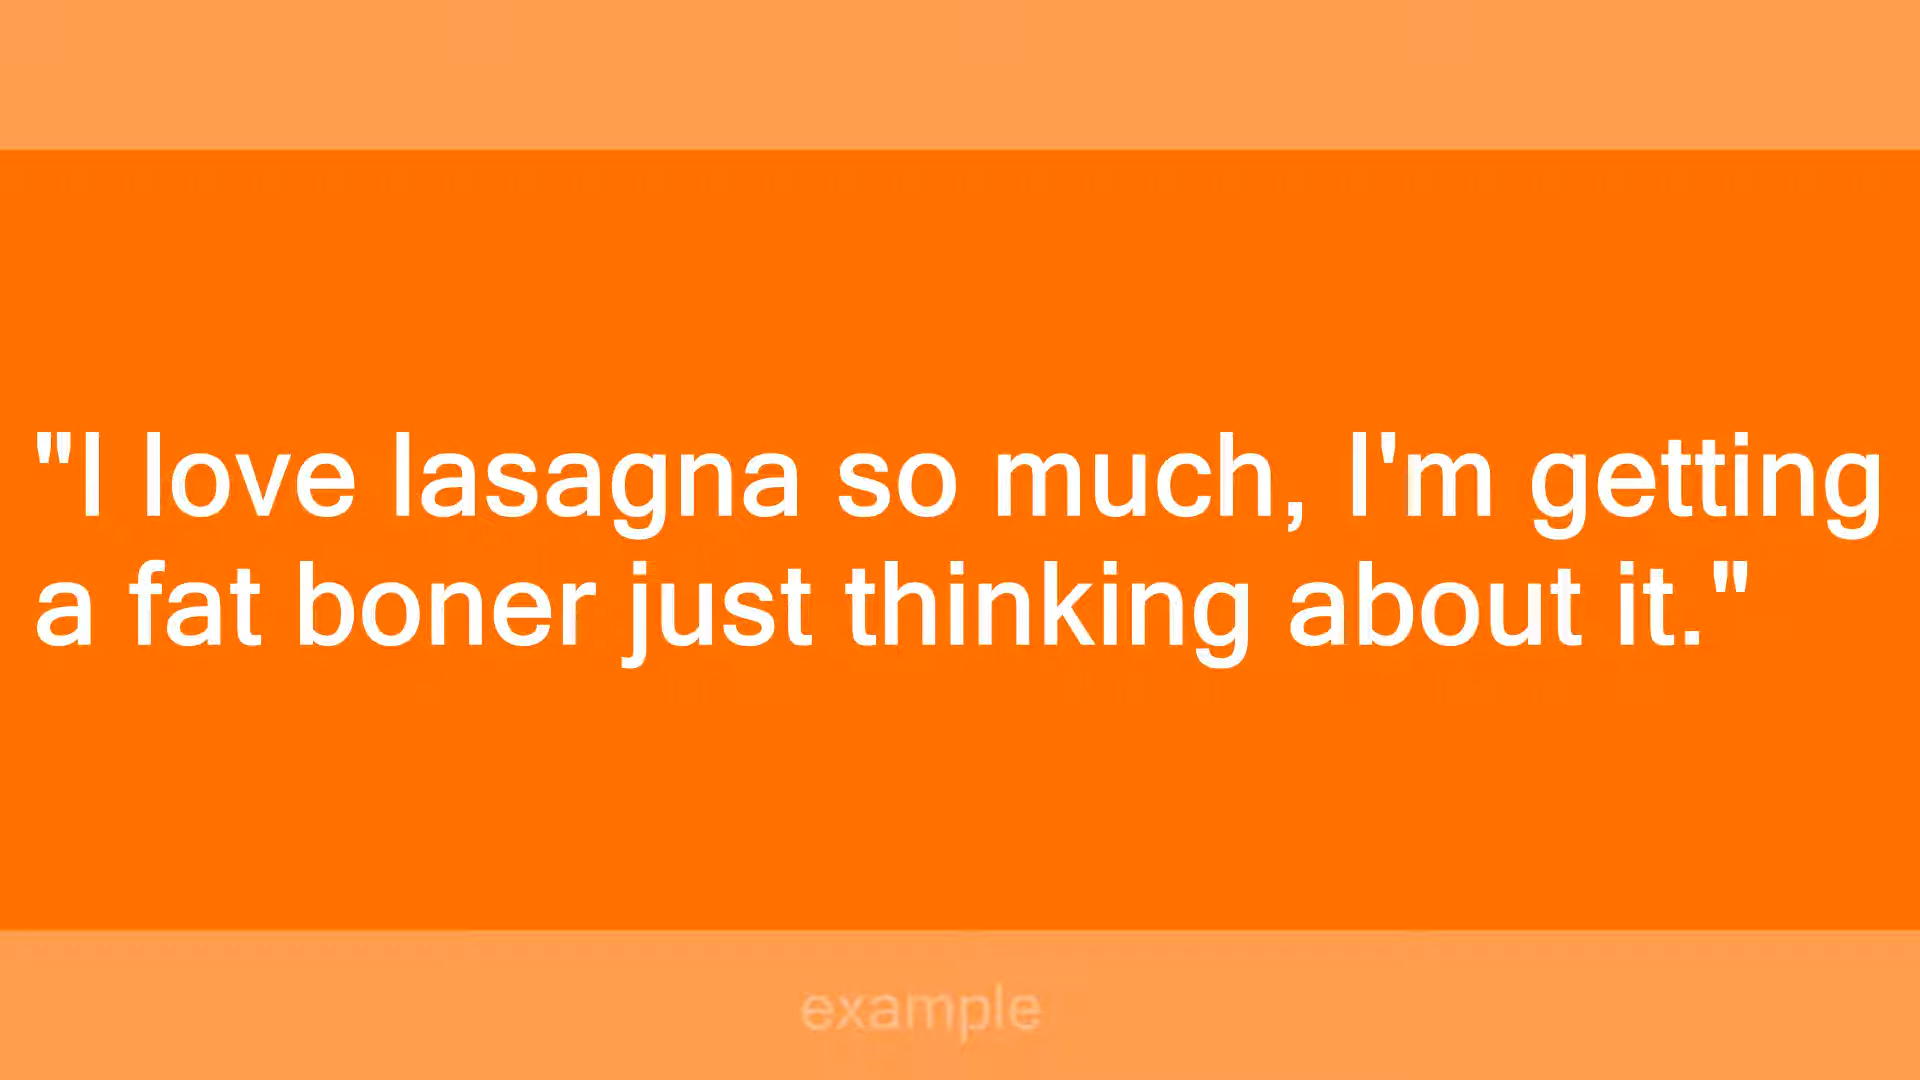 "I love lasagna so much, I'm getting
a fat boner just thinking about it."
example